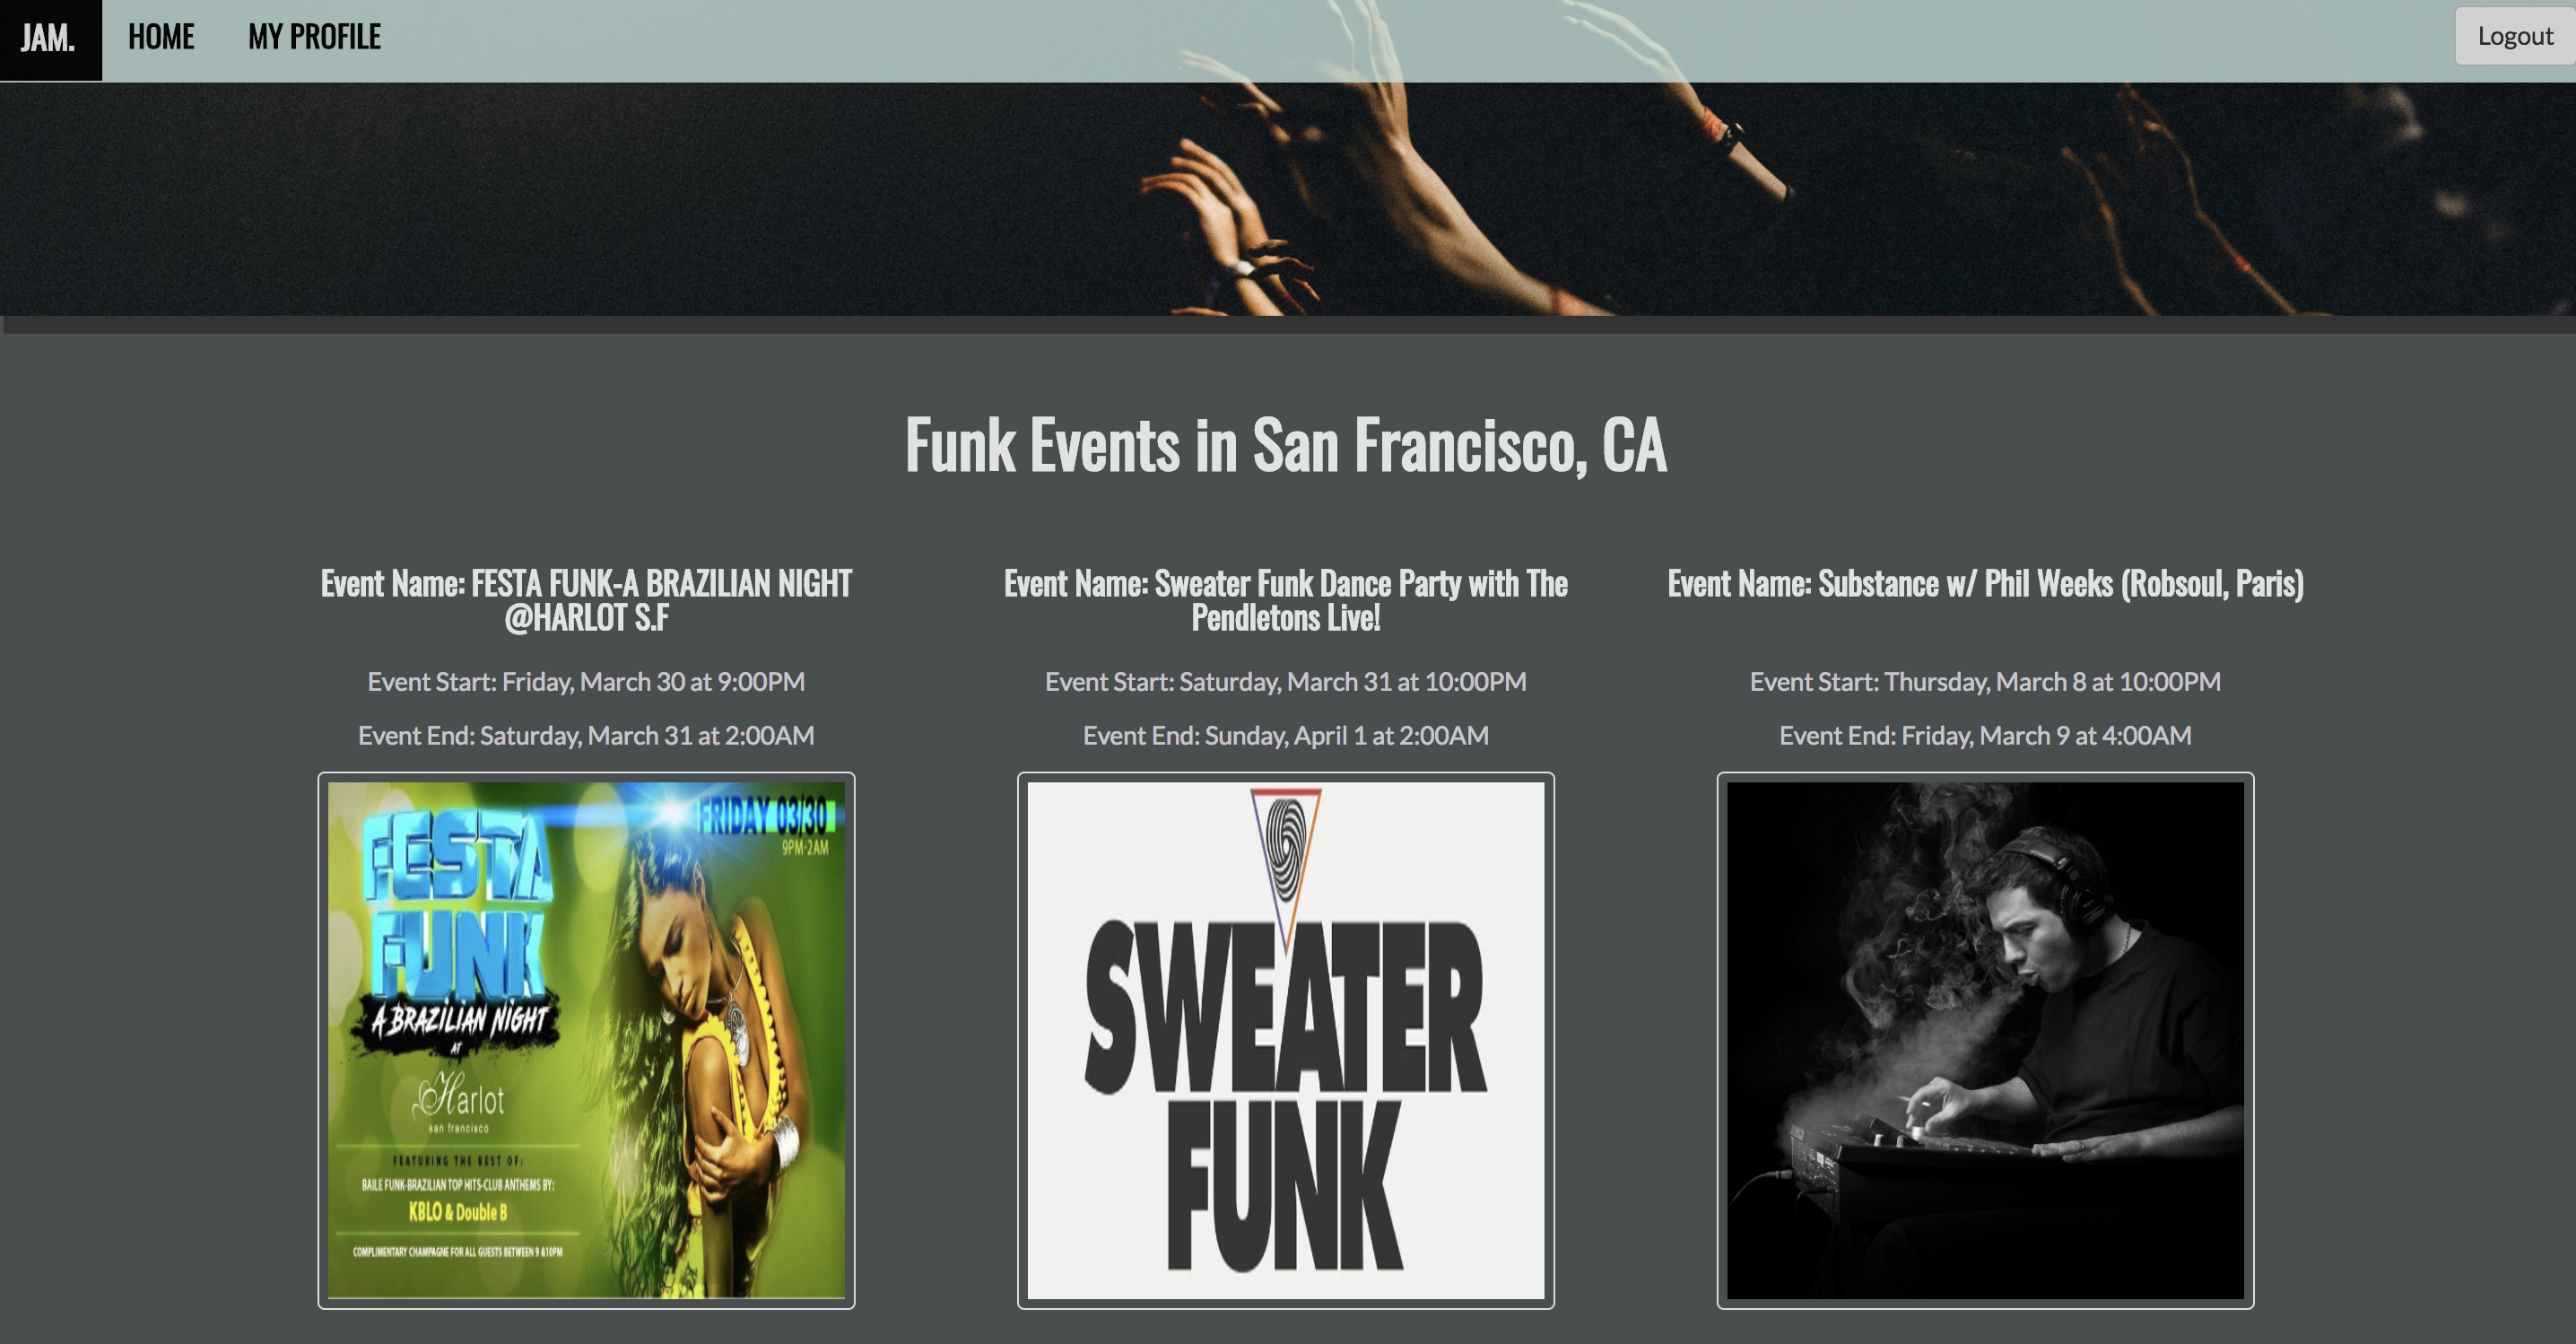 JAM.
HOME
MY PROFILE
Logout
Funk Events in San Francisco, CA
Event Name: FESTA FUNK-A BRAZILIAN NIGHT
@HARLOT S.F
Event Start: Friday, March 30 at 9:00PM
Event End: Saturday, March 31 at 2:00AM
FRIDAY 03/30
9PM-2AM
FESTA
FUNK
A BRAZILIAN NIGHT
AT
Harlot
san francisco
FEATURING THE BEST OF:
BAILE FUNK-BRAZILIAN TOP HITS-CLUB ANTHEMS BY:
KBLO & Double B
COMPLIMENTARY CHAMPAGNE FOR ALL GUESTS BETWEEN 9 &10PM
Event Name: Sweater Funk Dance Party with The
Pendletons Live!
Event Start: Saturday, March 31 at 10:00PM
Event End: Sunday, April 1 at 2:00AM
SWEATER
FUNK
Event Name: Substance w/ Phil Weeks (Robsoul, Paris)
Event Start: Thursday, March 8 at 10:00PM
Event End: Friday, March 9 at 4:00AM